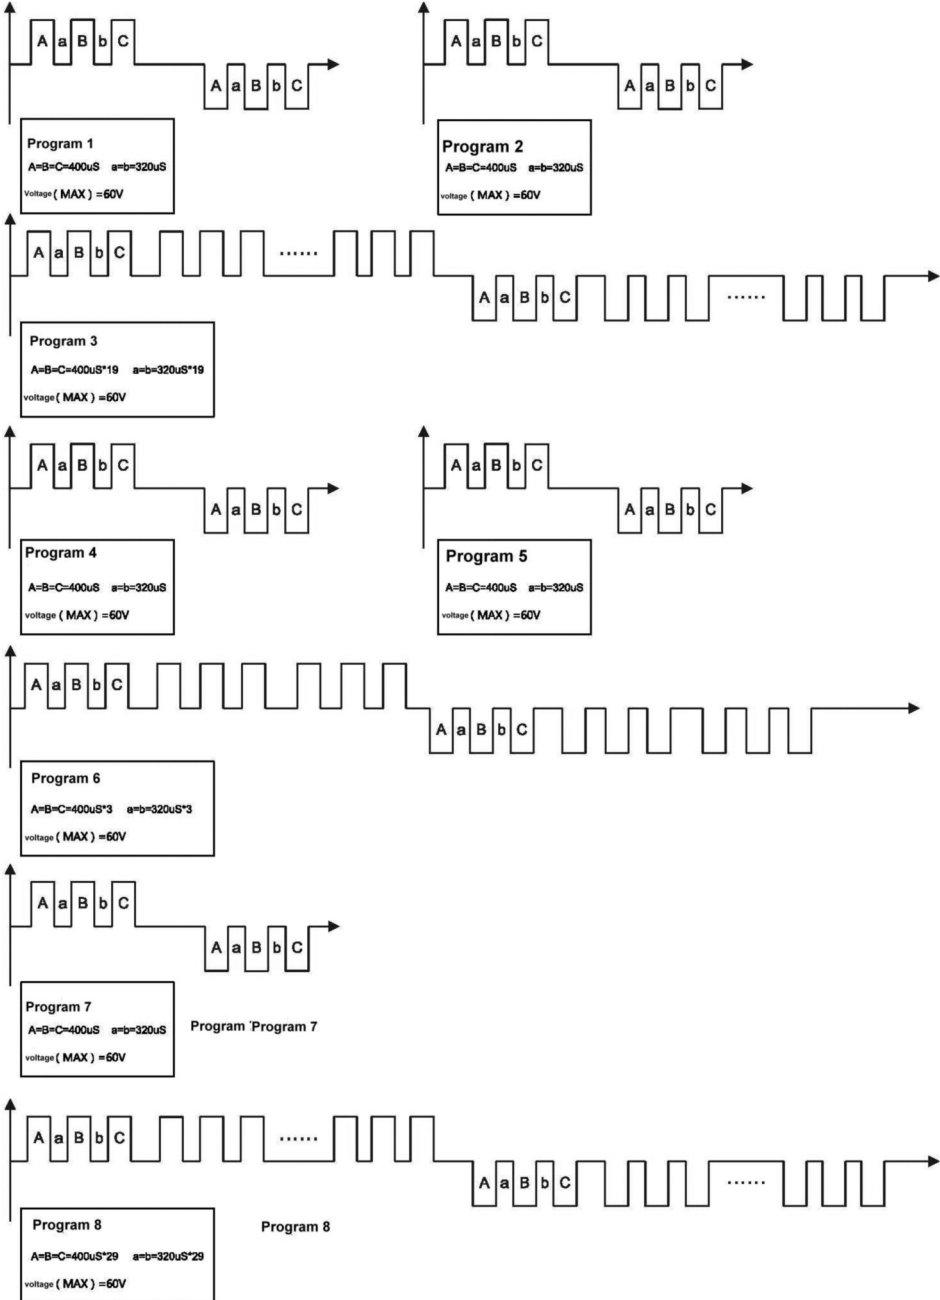 A a B b C
A a B b C
Program 1
A=B=C=400uS a=b=320uS
Voltage ( MAX ) =60V
A a B b C
A a B b C
Program 2
A=B=C=400uS a=b=320uS
voltage ( MAX ) =60V
A a B b C ......
A a B b C ......
Program 3
A=B=C=400uS*19 a=b=320uS*19
voltage ( MAX ) =60V
A a B b C
A a B b C
Program 4
A=B=C=400uS a=b=320uS
voltage ( MAX ) =60V
A a B b C
A a B b C
Program 5
A=B=C=400uS a=b=320uS
voltage ( MAX ) =60V
A a B b C
A a B b C
Program 6
A=B=C=400uS*3 a=b=320uS*3
voltage ( MAX ) =60V
A a B b C
A a B b C
Program 7
A=B=C=400uS a=b=320uS
voltage ( MAX ) =60V
Program Program 7
A a B b C ......
A a B b C ......
Program 8
A=B=C=400uS*29 a=b=320uS*29
voltage ( MAX ) =60V
Program 8